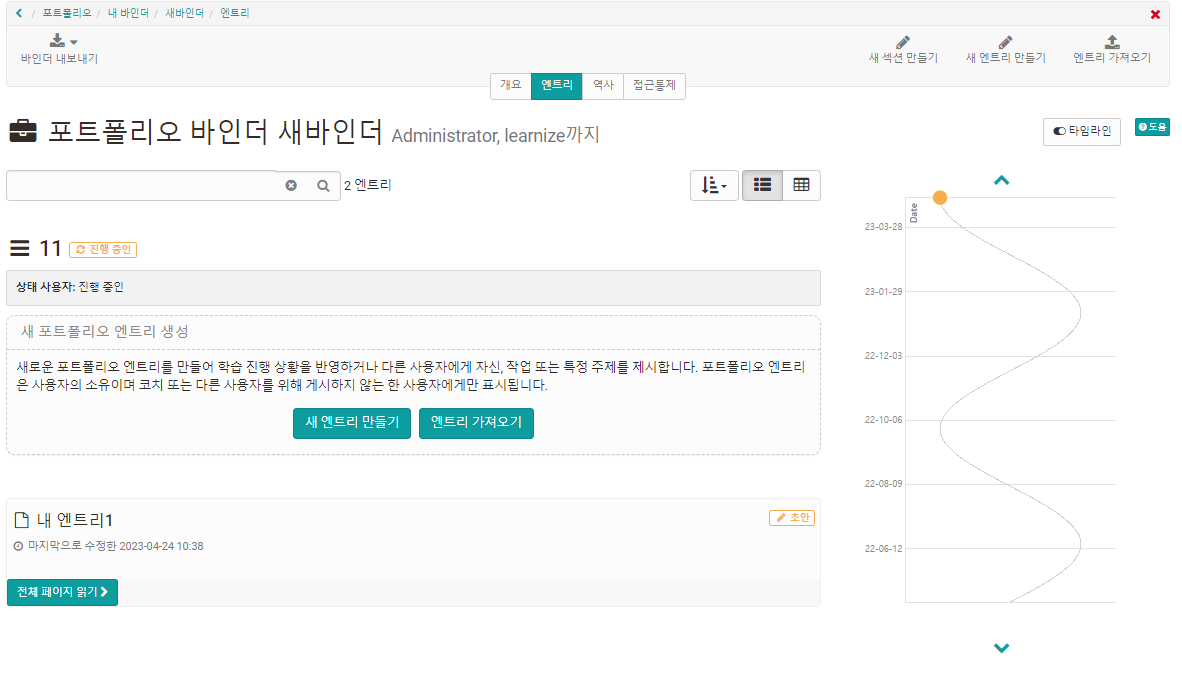 / 포트폴리오 / 내 바인더 / 새바인더 / 엔트리
바인더 내보내기
새 섹션 만들기
새 엔트리 만들기
엔트리 가져오기
개요
엔트리
역사
접근통제
포트폴리오 바인더 새바인더 Administrator, learnize까지
타임라인
도움
2 엔트리
11 진행 중인
상태 사용자: 진행 중인
새 포트폴리오 엔트리 생성
새로운 포트폴리오 엔트리를 만들어 학습 진행 상황을 반영하거나 다른 사용자에게 자신, 작업 또는 특정 주제를 제시합니다. 포트폴리오 엔트리
은 사용자의 소유이며 코치 또는 다른 사용자를 위해 게시하지 않는 한 사용자에게만 표시됩니다.
새 엔트리 만들기
엔트리 가져오기
내 엔트리1
초안
마지막으로 수정한 2023-04-24 10:38
전체 페이지 읽기
Date
23-03-28
23-01-29
22-12-03
22-10-06
22-08-09
22-06-12